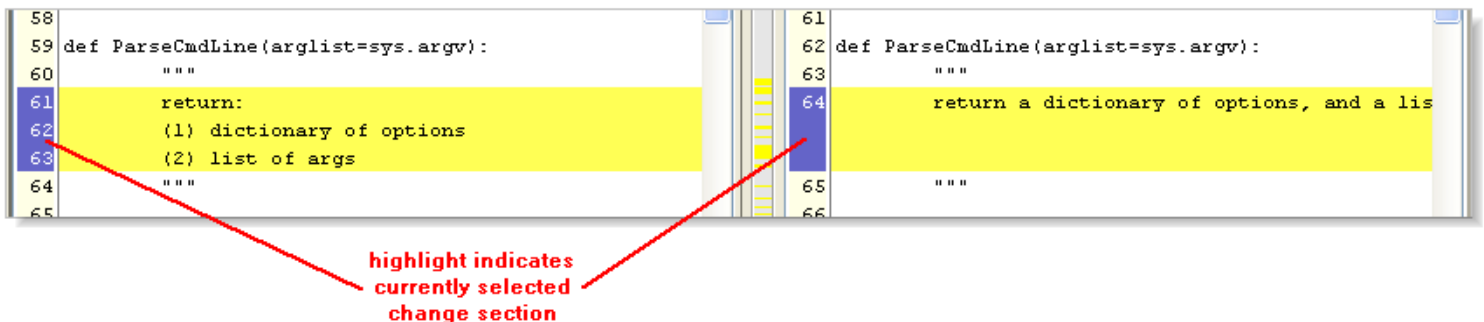 58
59 def ParseCmdLine(arglist=sys.argv):
60 """
61 return:
62 (1) dictionary of options
63 (2) list of args
64 """
65
61
62 def ParseCmdLine(arglist=sys.argv):
63 """
64 return a dictionary of options, and a lis
65 """
66
highlight indicates
currently selected
change section